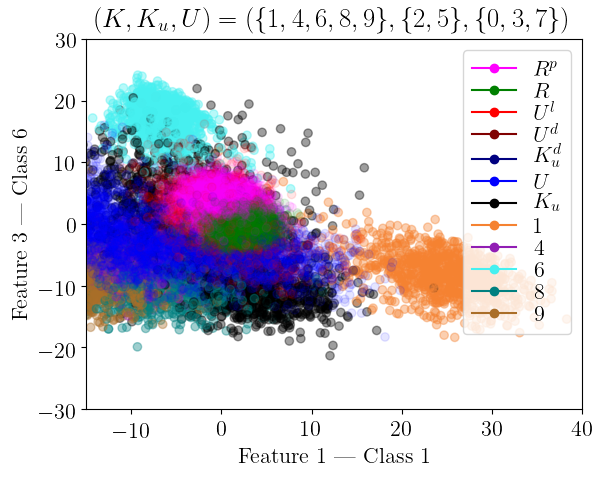 (K, K_u, U) = ({1, 4, 6, 8, 9}, {2, 5}, {0, 3, 7})
30
20
10
0
−10
−20
−30
Feature 3 — Class 6
R^p
R
U^l
U^d
K_u^d
U
K_u
1
4
6
8
9
−10
0
10
20
30
40
Feature 1 — Class 1